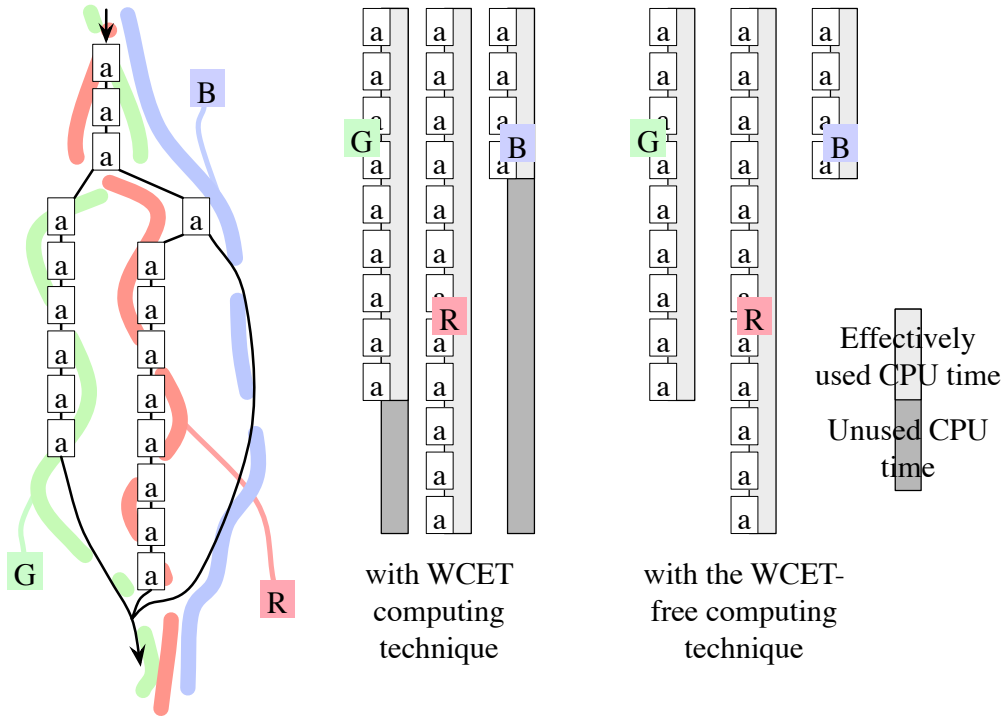 a
B
a
a
a a
a a
a a
a a
a a
a a
a
a
G a
R
a a a
a a a
a a a
G B
a a a
a a
a a
a a
R
a a
a a
a
a
a
with WCET
computing
technique
a a a
a a a
a a a
G B
a a a
a a
a a
a a
R
a a
a a
a
a
a
with the WCET-
free computing
technique
Effectively
used CPU time
Unused CPU
time